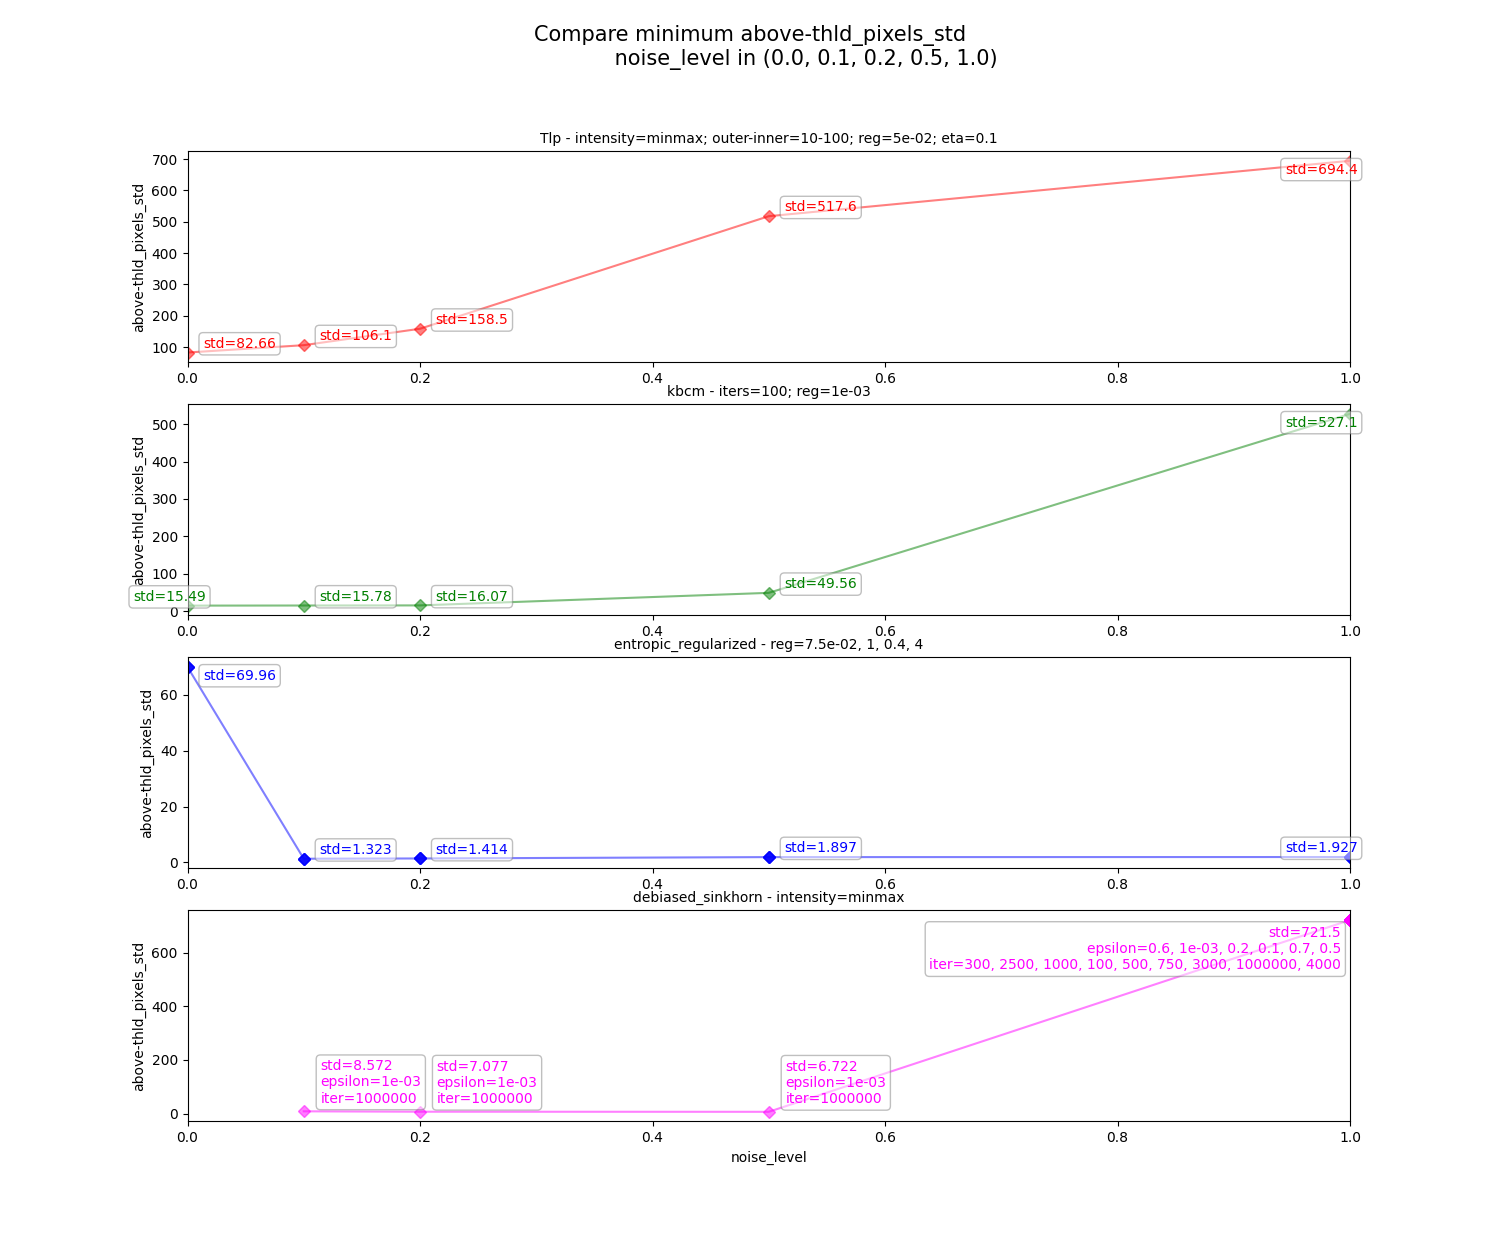 Compare minimum above-thld_pixels_std
noise_level in (0.0, 0.1, 0.2, 0.5, 1.0)
Tlp - intensity=minmax; outer-inner=10-100; reg=5e-02; eta=0.1
above-thld_pixels_std
700
600
500
400
300
200
100
std=82.66
std=106.1
std=158.5
std=517.6
std=694.4
0.0 0.2 0.4 0.6 0.8 1.0
kbcm - iters=100; reg=1e-03
above-thld_pixels_std
500
400
300
200
100
0
std=15.49
std=15.78
std=16.07
std=49.56
std=527.1
0.0 0.2 0.4 0.6 0.8 1.0
entropic_regularized - reg=7.5e-02, 1, 0.4, 4
above-thld_pixels_std
60
40
20
0
std=69.96
std=1.323
std=1.414
std=1.897
std=1.927
0.0 0.2 0.4 0.6 0.8 1.0
debiased_sinkhorn - intensity=minmax
above-thld_pixels_std
600
400
200
0
std=8.572
epsilon=1e-03
iter=1000000
std=7.077
epsilon=1e-03
iter=1000000
std=6.722
epsilon=1e-03
iter=1000000
std=721.5
epsilon=0.6, 1e-03, 0.2, 0.1, 0.7, 0.5
iter=300, 2500, 1000, 100, 500, 750, 3000, 1000000, 4000
0.0 0.2 0.4 0.6 0.8 1.0
noise_level